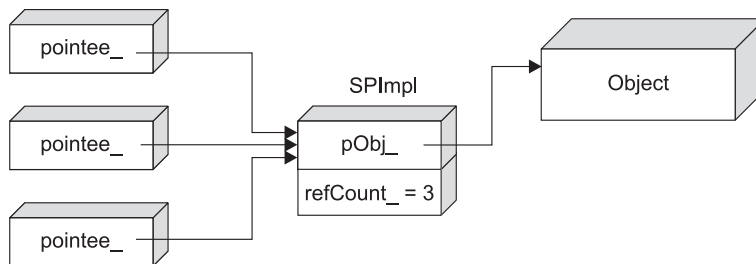 pointee_
pointee_
pointee_
SPImpl
pObj_
refCount_ = 3
Object